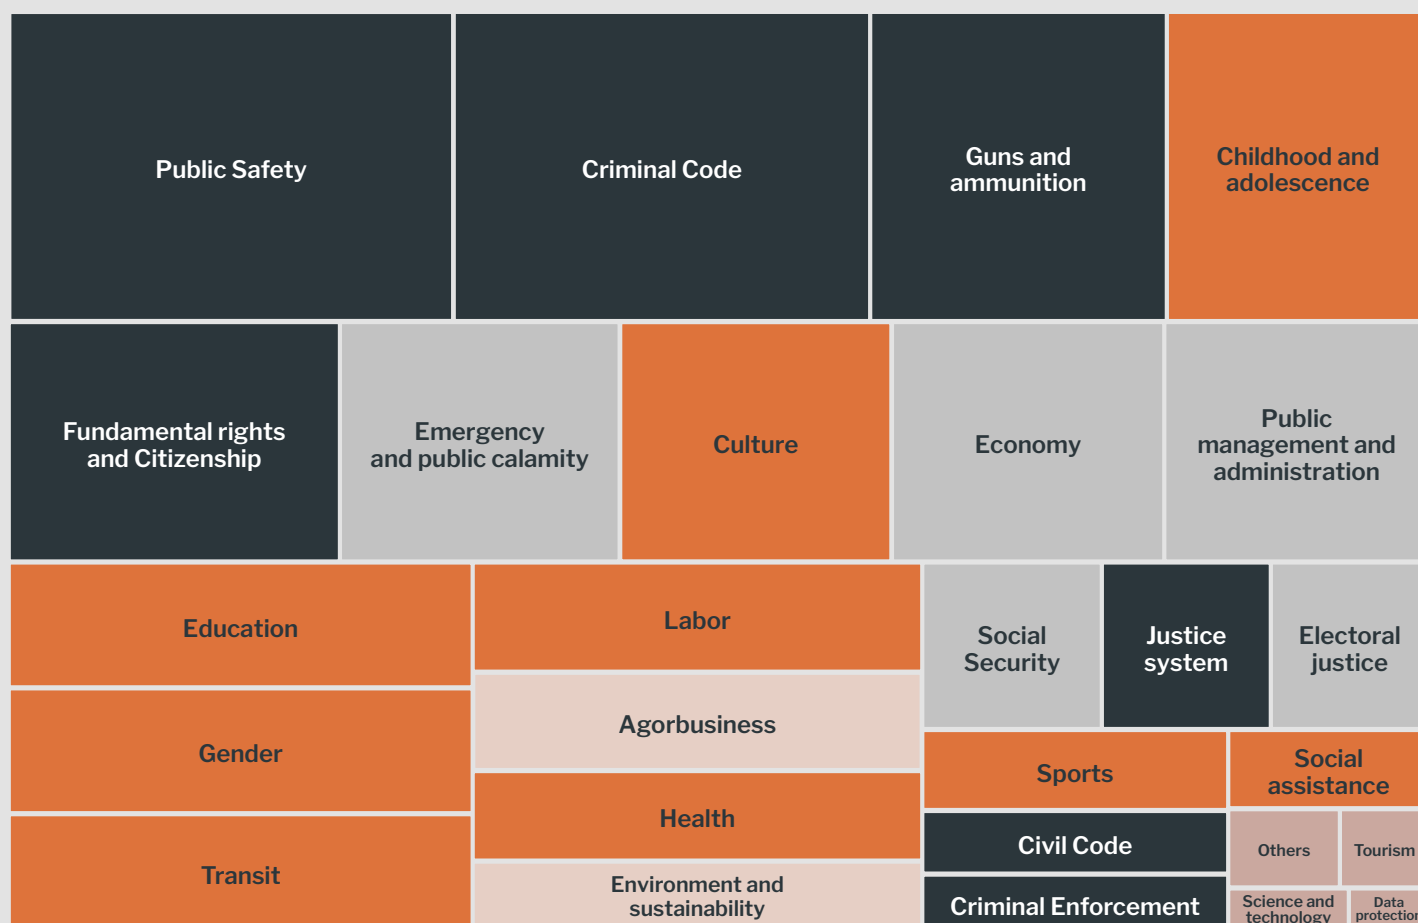 Public Safety
Criminal Code
Guns and
ammunition
Childhood and
adolescence
Fundamental rights
and Citizenship
Emergency
and public calamity
Culture
Economy
Public
management and
administration
Education
Gender
Transit
Labor
Agorbusiness
Health
Environment and
sustainability
Social
Security
Justice
system
Electoral
justice
Sports
Social
assistance
Civil Code
Criminal Enforcement
Others
Tourism
Science and
technology
Data
protection